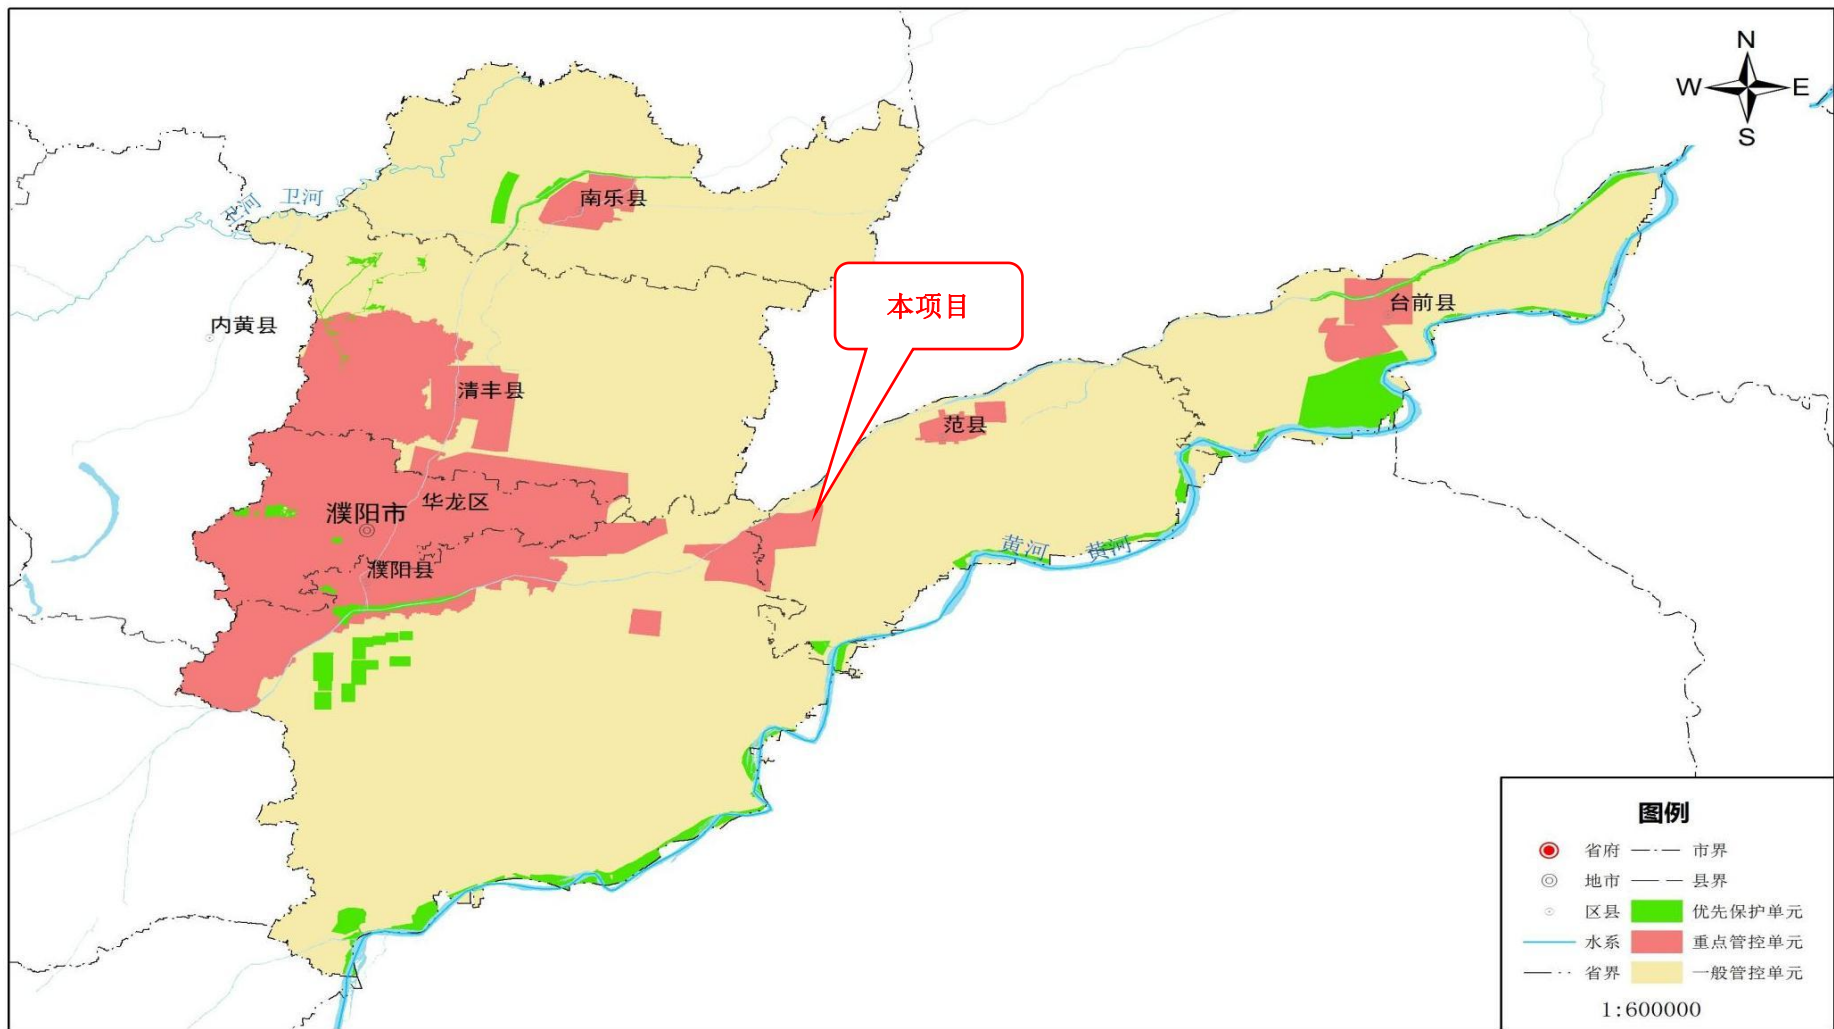 N
W E
S
卫河 卫河
南乐县
本项目
台前县
内黄县
清丰县
范县
华龙区
濮阳市
濮阳县
黄河 黄河
图例
省府 市界
地市 县界
区县 优先保护单元
水系 重点管控单元
省界 一般管控单元
1:600000